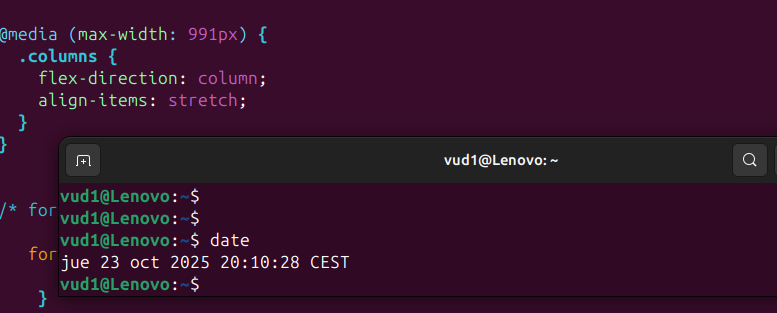 @media (max-width: 991px) {
.columns {
flex-direction: column;
align-items: stretch;
}
}
/* for
for
}
vud1@Lenovo: ~
vud1@Lenovo:~$
vud1@Lenovo:~$
vud1@Lenovo:~$ date
jue 23 oct 2025 20:10:28 CEST
vud1@Lenovo:~$